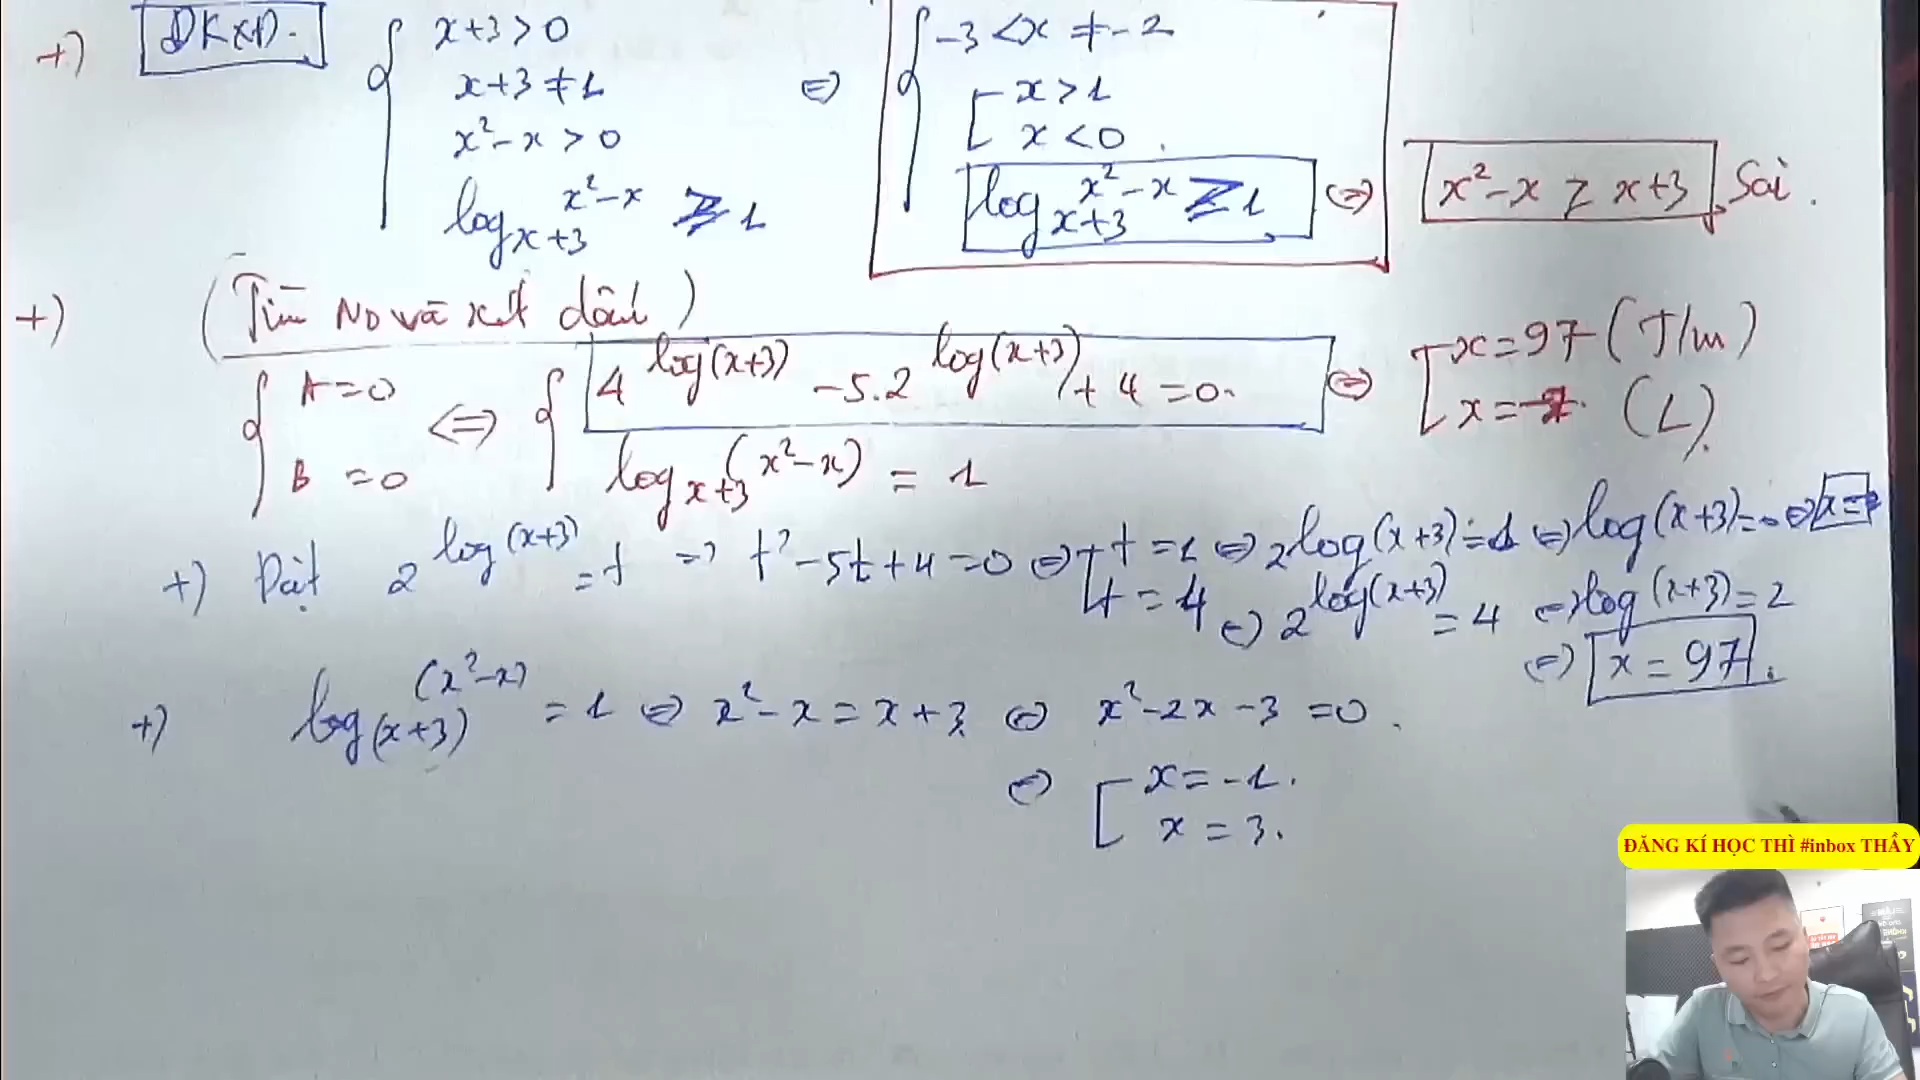 +) ĐKXĐ. { x+3>0 ⇔ { -3<x≠-2
x+3≠1 [ x>1
x²-x>0 x<0
log_{x+3} x²-x ≥ 1 log_{x+3} x²-x ≥ 1 ⇔ x²-x ≥ x+3 Sai.
+) (Tìm No và xét dấu)
{ A=0 ⇔ { 4^{log(x+3)} -5.2^{log(x+3)} +4=0. ⇔ [ x=97 (T/m)
B=0 log_{x+3}(x²-x) = 1 x=-2. (L).
+) Đặt 2^{log(x+3)} = t => t²-5t+4=0 ⇔ [ t=1 ⇔ 2^{log(x+3)}=1 ⇔ log(x+3)=0 ⇔
t=4 ⇔ 2^{log(x+3)} = 4 ⇔ log(x+3)=2
⇔ x=97.
+) log_{(x+3)}(x²-x) = 1 ⇔ x²-x=x+3 ⇔ x²-2x-3=0.
⇔ [ x=-1.
x=3.
ĐĂNG KÍ HỌC THÌ #inbox THẦY